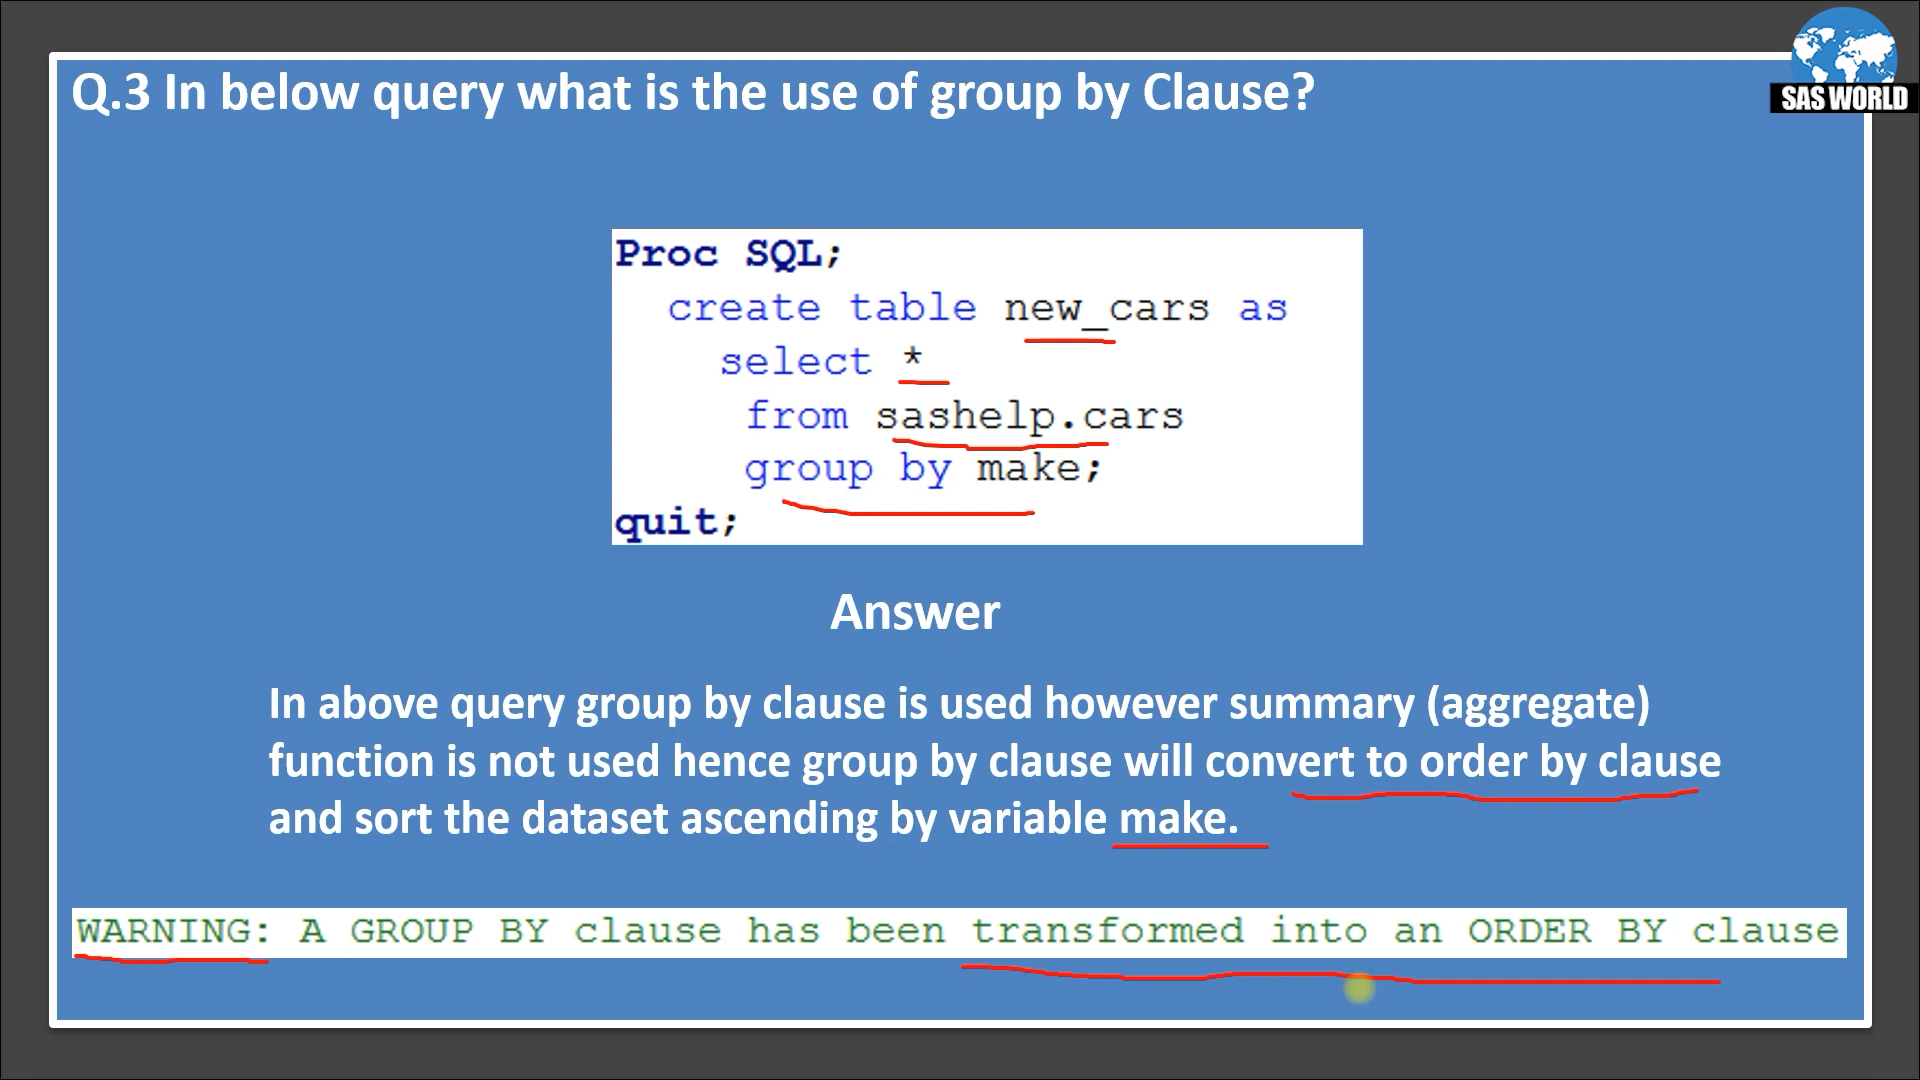 SAS WORLD
Q.3 In below query what is the use of group by Clause?
Proc SQL;
create table new_cars as
select *
from sashelp.cars
group by make;
quit;
Answer
In above query group by clause is used however summary (aggregate)
function is not used hence group by clause will convert to order by clause
and sort the dataset ascending by variable make.
WARNING: A GROUP BY clause has been transformed into an ORDER BY clause